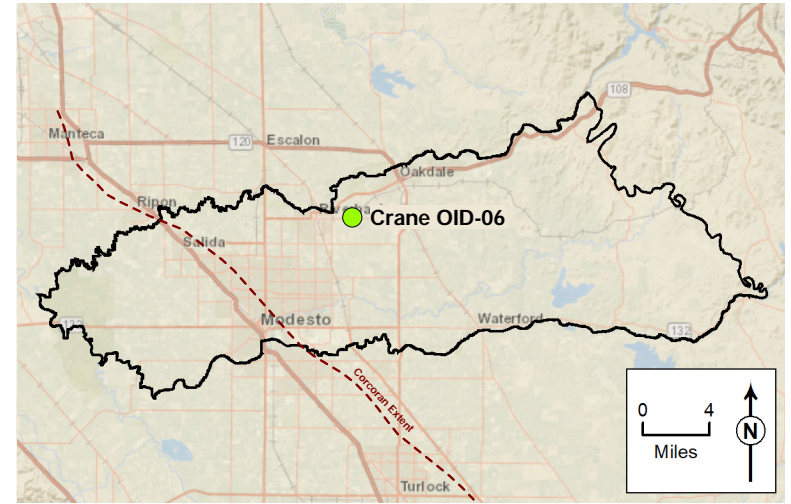 108
Manteca
120
Escalon
Oakdale
Ripon
Crane OID-06
Salida
Modesto
Waterford
132
132
Corcoran Extent
Turlock
0 4
Miles
N